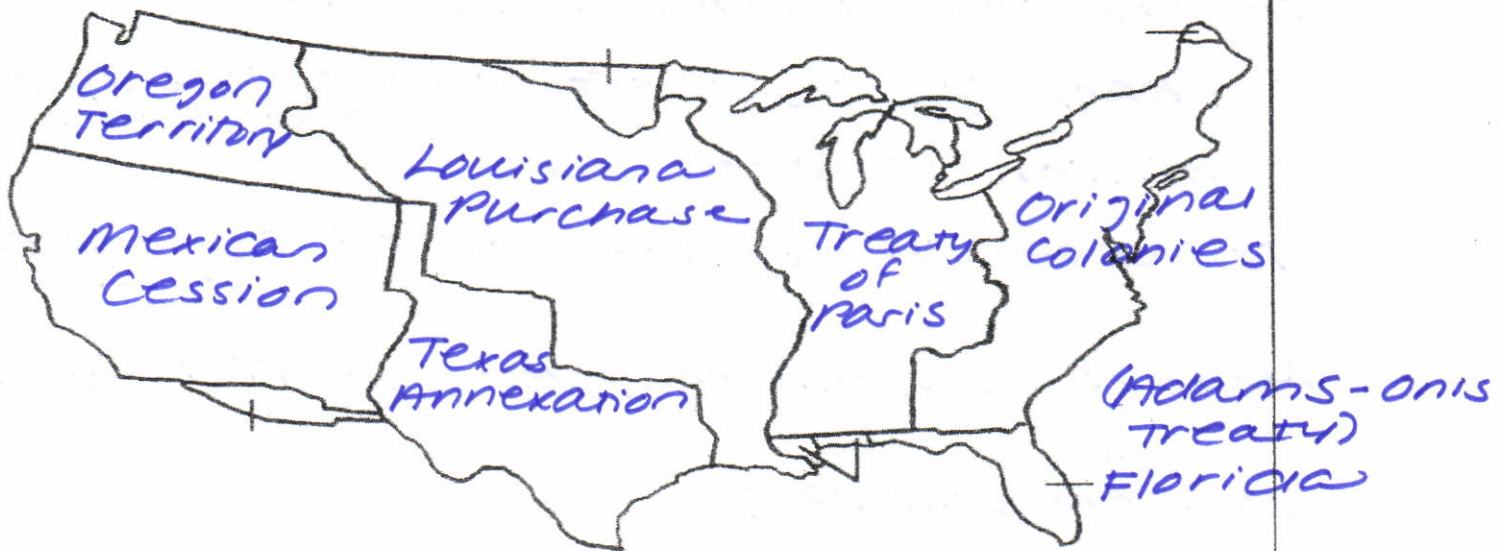 Oregon
Territory
Louisiana
Purchase
Mexican
Cession
Treaty
of
Paris
Original
Colonies
Texas
Annexation
(Adams-Onis
Treaty)
Florida